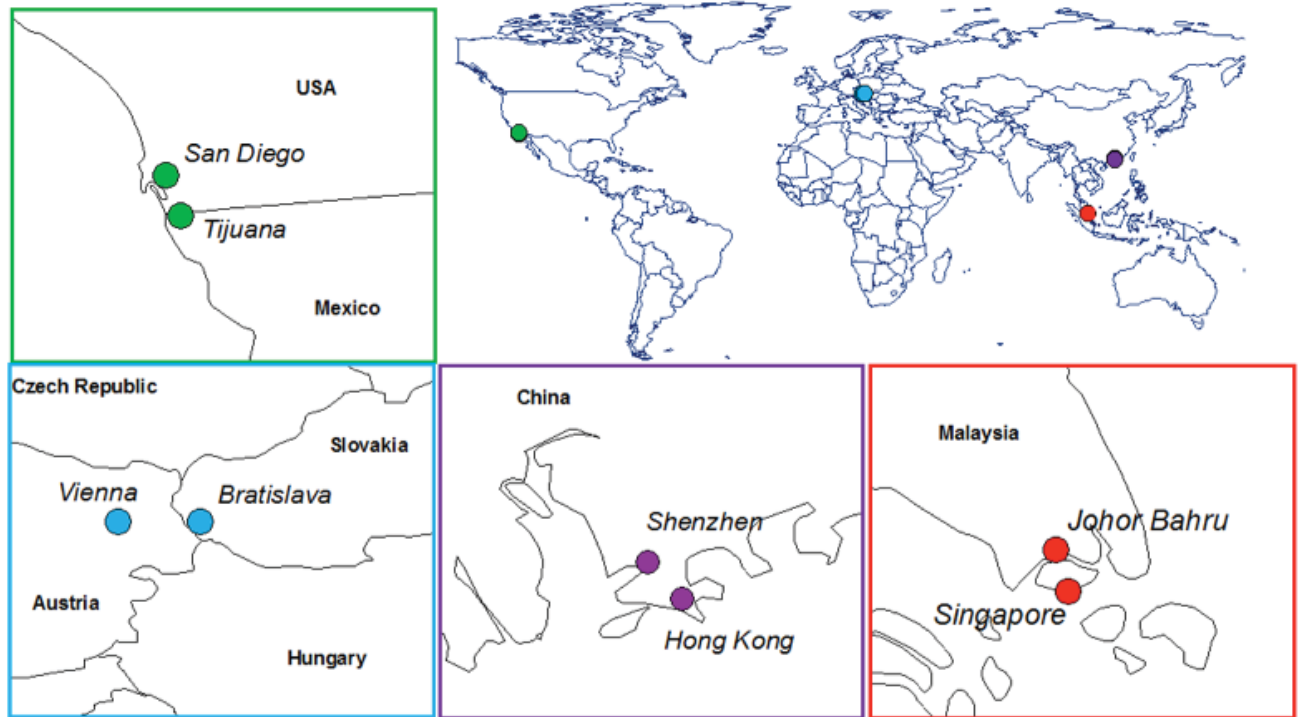 USA
San Diego
Tijuana
Mexico
Czech Republic
Slovakia
Vienna
Bratislava
Austria
Hungary
China
Shenzhen
Hong Kong
Malaysia
Johor Bahru
Singapore